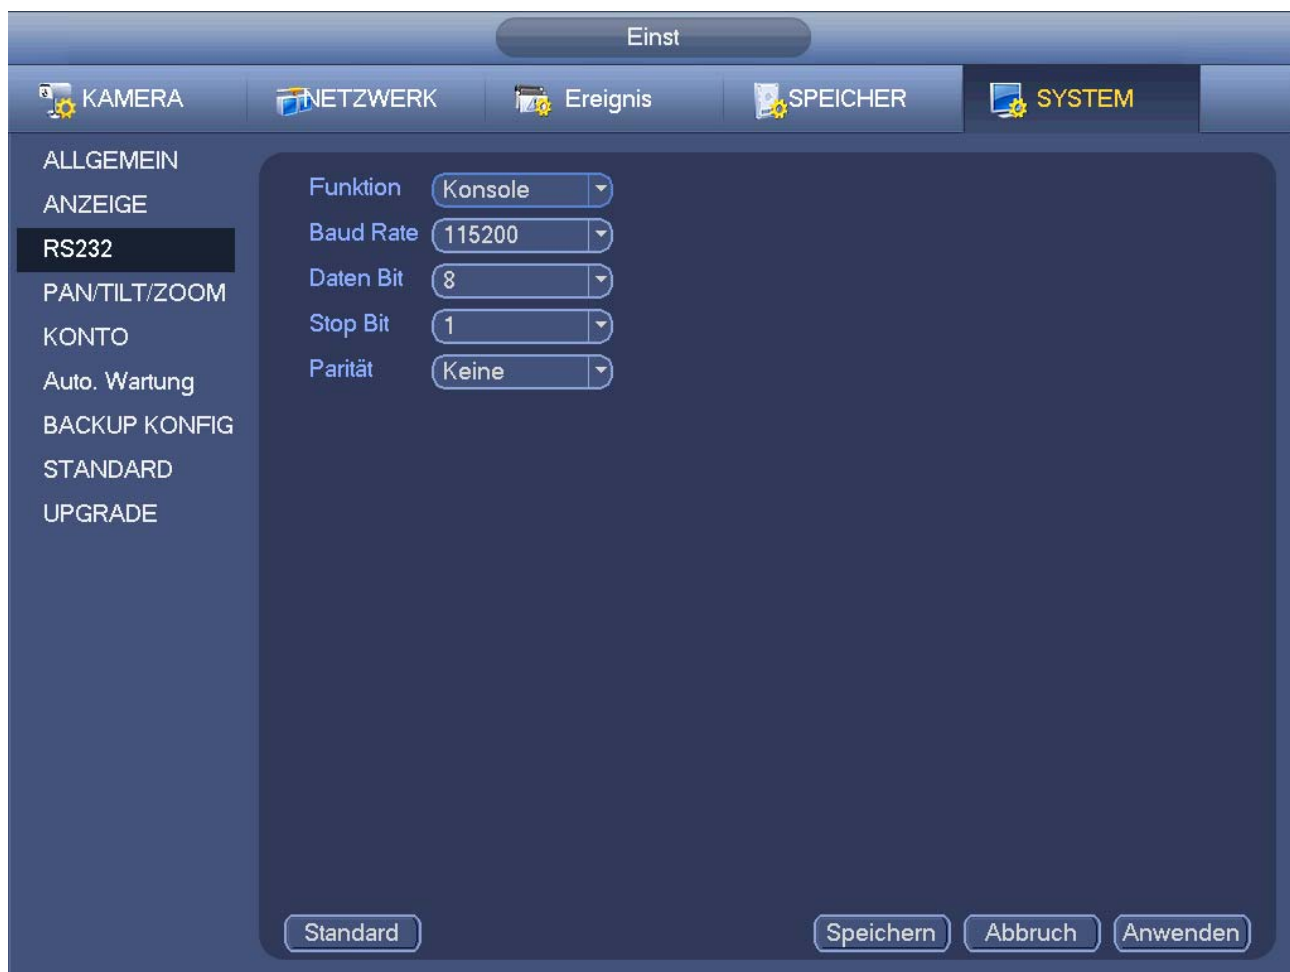 Einst
KAMERA NETZWERK Ereignis SPEICHER SYSTEM
ALLGEMEIN
ANZEIGE
RS232
PAN/TILT/ZOOM
KONTO
Auto. Wartung
BACKUP KONFIG
STANDARD
UPGRADE
Funktion Konsole
Baud Rate 115200
Daten Bit 8
Stop Bit 1
Parität Keine
Standard Speichern Abbruch Anwenden